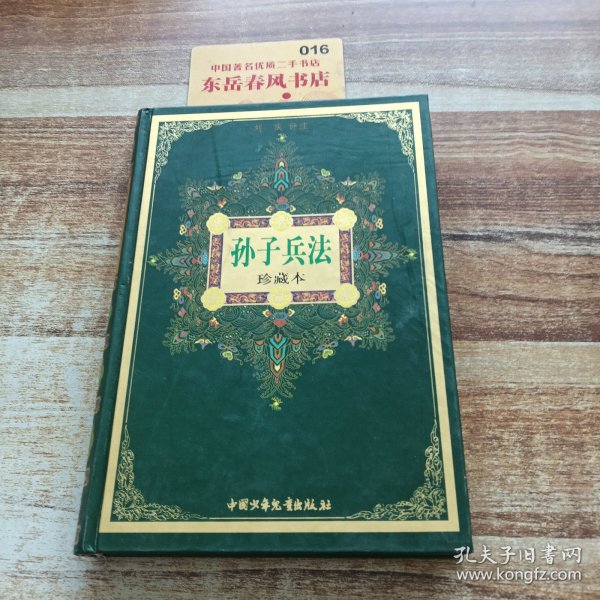 016
中国著名优质二手书店
东岳春风书店
孙子兵法
珍藏本
中国少年儿童出版社
孔夫子旧书网
www.kongfz.com